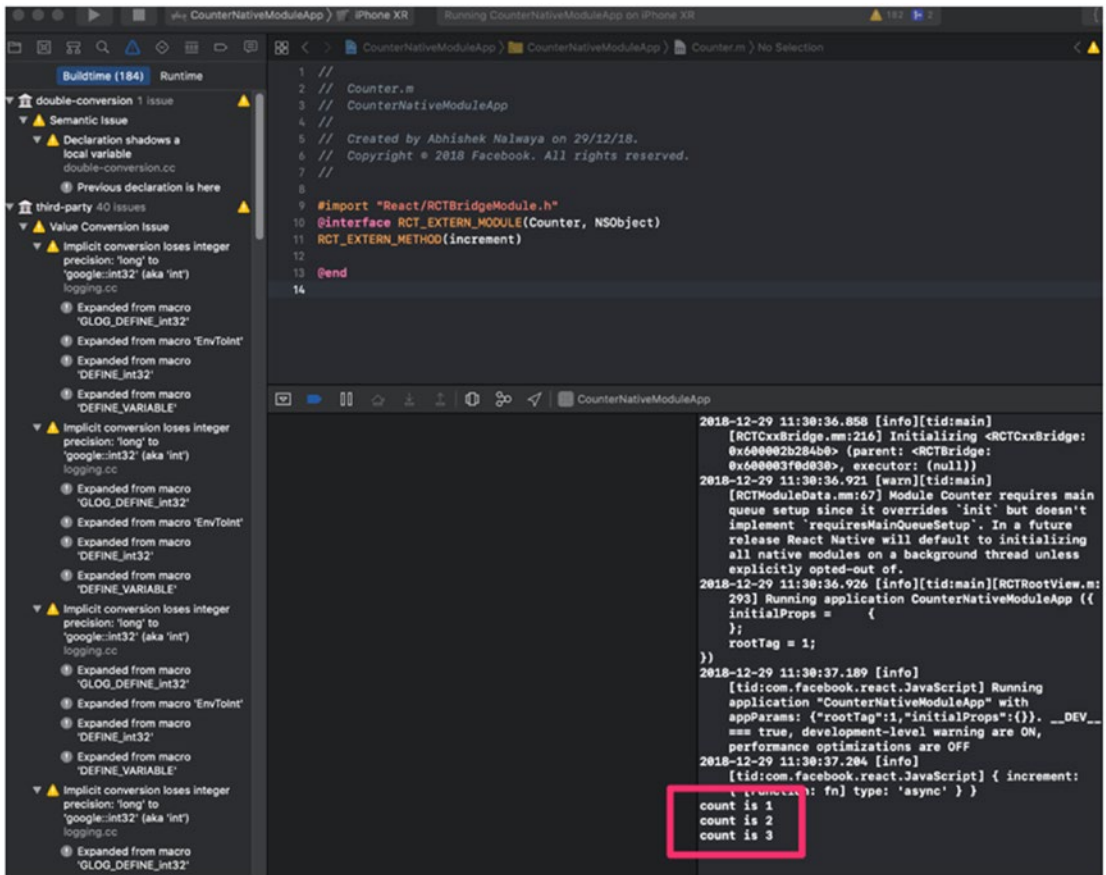 CounterNativeModuleApp 〉 iPhone XR
Running CounterNativeModuleApp on iPhone XR
182 2
CounterNativeModuleApp 〉 CounterNativeModuleApp 〉 Counter.m 〉 No Selection
Buildtime (184) Runtime
double-conversion 1 issue
Semantic Issue
Declaration shadows a
local variable
double-conversion.cc
Previous declaration is here
third-party 40 issues
Value Conversion Issue
Implicit conversion loses integer
precision: 'long' to
'google::int32' (aka 'int')
logging.cc
Expanded from macro
'GLOG_DEFINE_int32'
Expanded from macro 'EnvToInt'
Expanded from macro
'DEFINE_int32'
Expanded from macro
'DEFINE_VARIABLE'
Implicit conversion loses integer
precision: 'long' to
'google::int32' (aka 'int')
logging.cc
Expanded from macro
'GLOG_DEFINE_int32'
Expanded from macro 'EnvToInt'
Expanded from macro
'DEFINE_int32'
Expanded from macro
'DEFINE_VARIABLE'
Implicit conversion loses integer
precision: 'long' to
'google::int32' (aka 'int')
logging.cc
Expanded from macro
'GLOG_DEFINE_int32'
Expanded from macro 'EnvToInt'
Expanded from macro
'DEFINE_int32'
Expanded from macro
'DEFINE_VARIABLE'
Implicit conversion loses integer
precision: 'long' to
'google::int32' (aka 'int')
logging.cc
Expanded from macro
'GLOG_DEFINE_int32'
1 //
2 // Counter.m
3 // CounterNativeModuleApp
4 //
5 // Created by Abhishek Nalwaya on 29/12/18.
6 // Copyright © 2018 Facebook. All rights reserved.
7 //
8
9 #import "React/RCTBridgeModule.h"
10 @interface RCT_EXTERN_MODULE(Counter, NSObject)
11 RCT_EXTERN_METHOD(increment)
12
13 @end
14
CounterNativeModuleApp
2018-12-29 11:30:36.858 [info][tid:main]
[RCTCxxBridge.mm:216] Initializing <RCTCxxBridge:
0x600002b284b0> (parent: <RCTBridge:
0x600003f0d030>, executor: (null))
2018-12-29 11:30:36.921 [warn][tid:main]
[RCTModuleData.mm:67] Module Counter requires main
queue setup since it overrides `init` but doesn't
implement `requiresMainQueueSetup`. In a future
release React Native will default to initializing
all native modules on a background thread unless
explicitly opted-out of.
2018-12-29 11:30:36.926 [info][tid:main][RCTRootView.m:
293] Running application CounterNativeModuleApp ({
initialProps = {
};
rootTag = 1;
})
2018-12-29 11:30:37.189 [info]
[tid:com.facebook.react.JavaScript] Running
application "CounterNativeModuleApp" with
appParams: {"rootTag":1,"initialProps":{}}. __DEV__
=== true, development-level warning are ON,
performance optimizations are OFF
2018-12-29 11:30:37.204 [info]
[tid:com.facebook.react.JavaScript] { increment:
{ [Function: fn] type: 'async' } }
count is 1
count is 2
count is 3